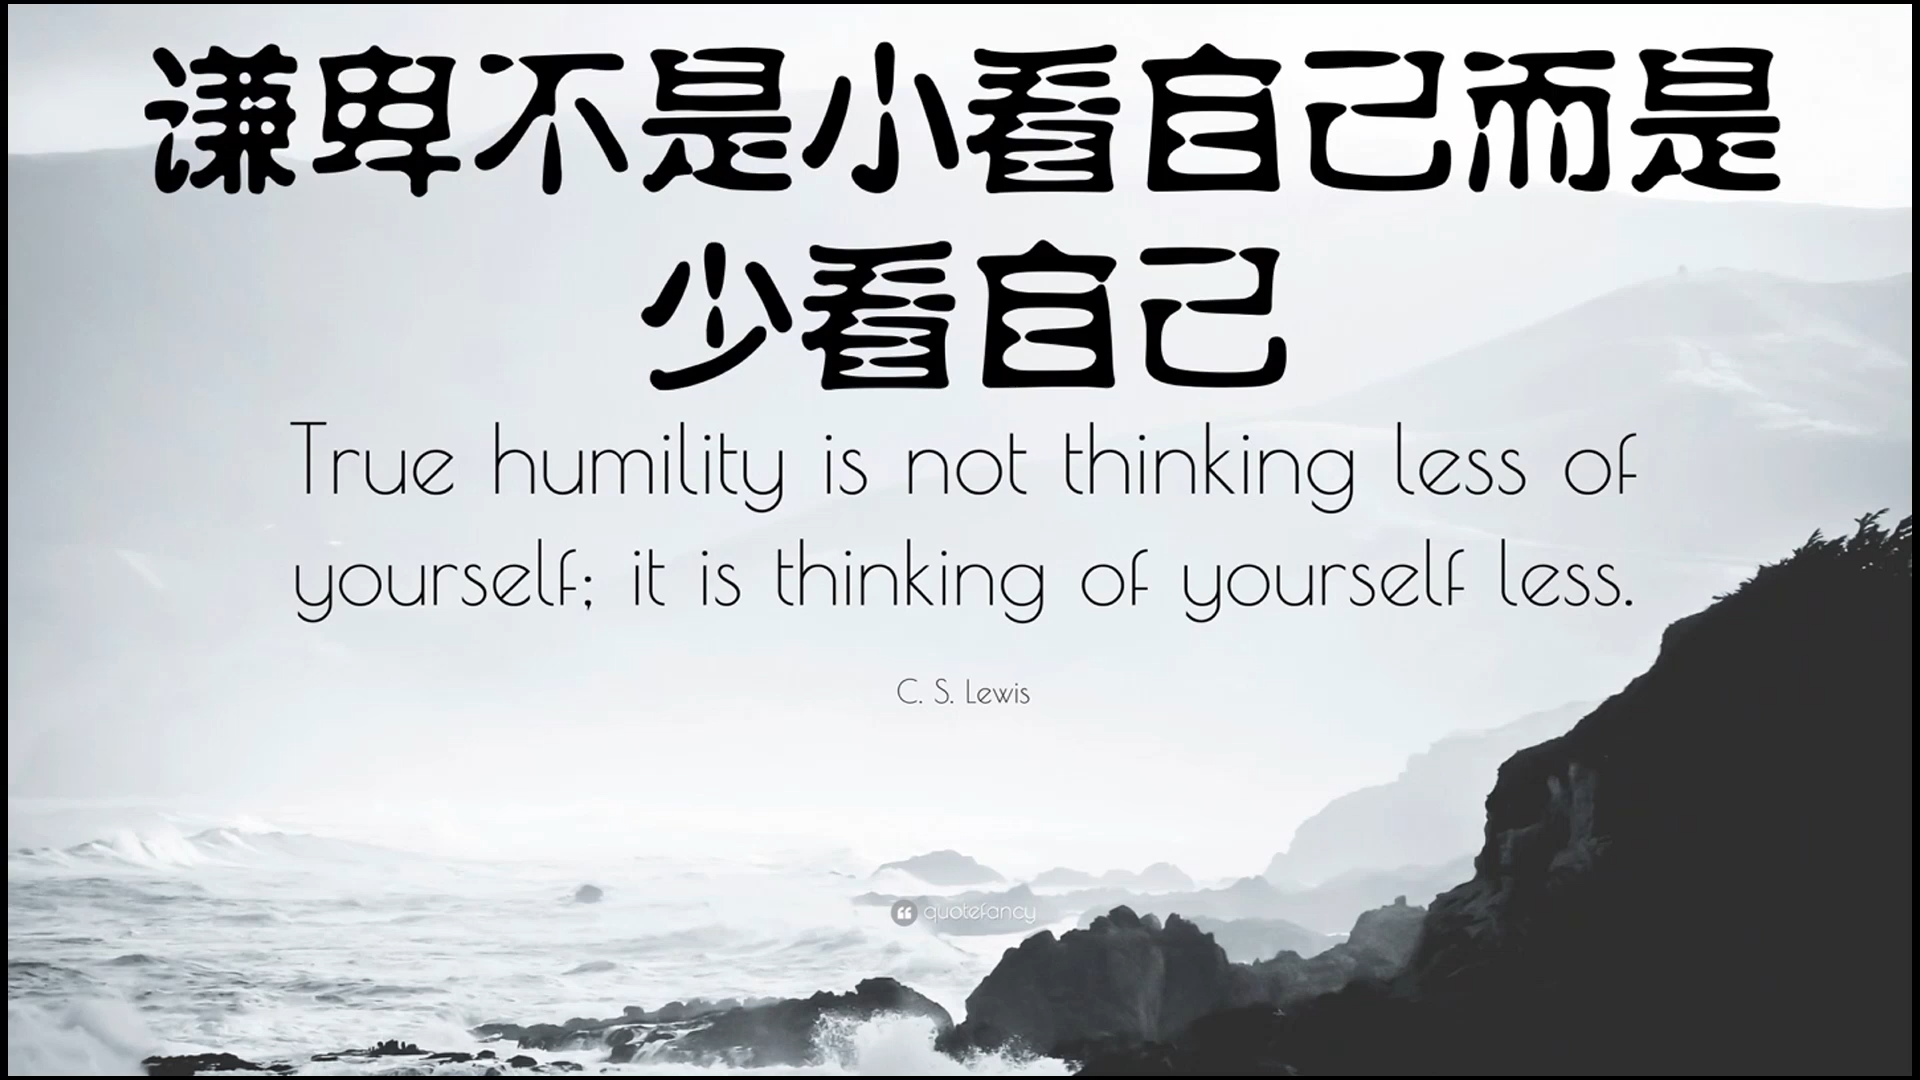 谦卑不是小看自己而是
少看自己
True humility is not thinking less of
yourself; it is thinking of yourself less.
C. S. Lewis
quotefancy